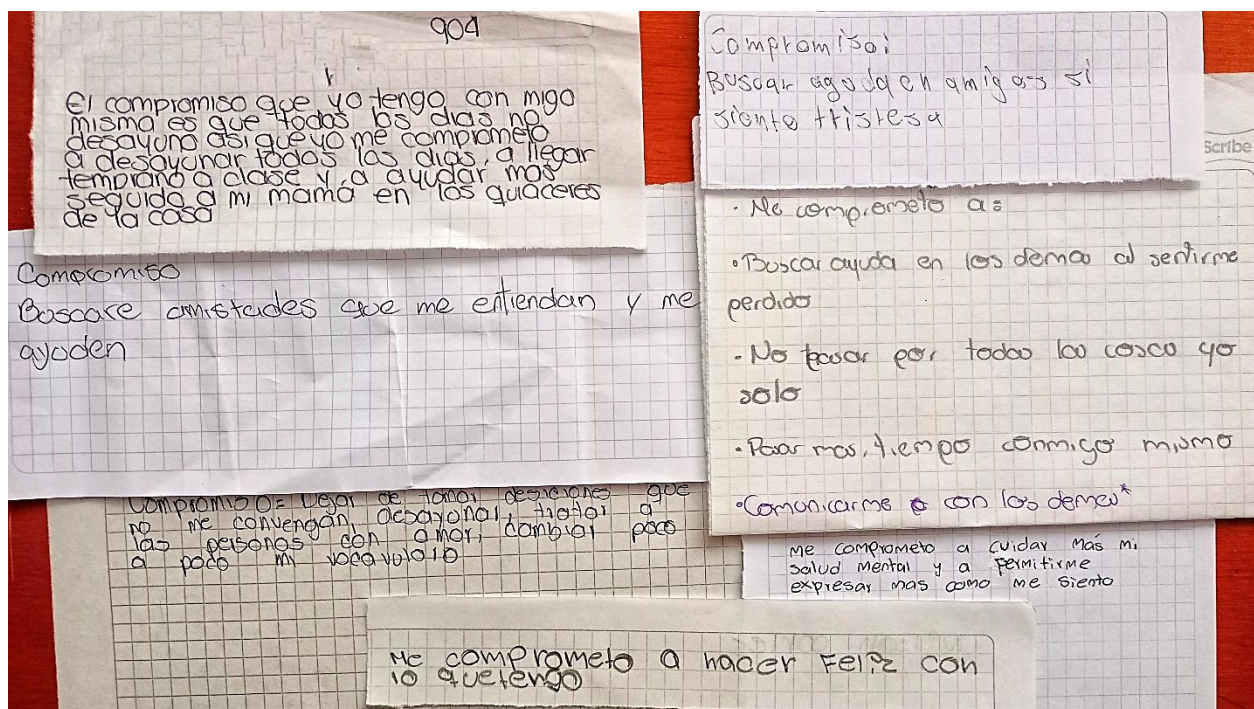 904
El compromiso que yo tengo con migo
misma es que todos los dias no
desayuno asi que yo me comprometo
a desayunar todos los dias, a llegar
temprano a clase y a ayudar mas
seguido a mi mamá en los quaceres
de la casa
Compromiso:
Buscar aguda en amigas si
siento tristesa
Scribe
Compromiso
Buscare amistades que me entiendan y me
ayuden
· Me comprometo a:
• Buscar ayuda en los demas al sentirme
perdido
- No pasar por todas las cosas yo
solo
• Pasar mas tiempo conmigo mismo
• Comunicarme con los demas*
Compromiso= Dejar de tomar desiciones que
no me convengan, desayonar, tratar a
las personas con amor, cambiar poco
a poco mi vocavulario
Me comprometo a cuidar más mi
salud mental y a permitirme
expresar mas como me siento
Me comprometo a hacer Feliz con
lo que tengo